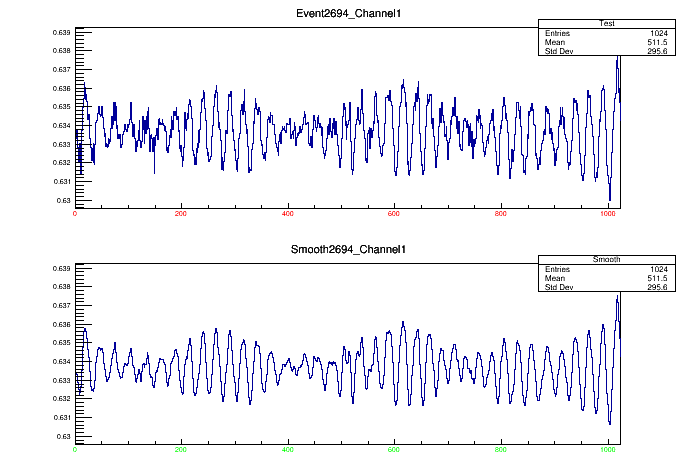 Event2694_Channel1
Test
Entries 1024
Mean 511.5
Std Dev 295.6
0.639
0.638
0.637
0.636
0.635
0.634
0.633
0.632
0.631
0.63
0 200 400 600 800 1000
Smooth2694_Channel1
Smooth
Entries 1024
Mean 511.5
Std Dev 295.6
0.639
0.638
0.637
0.636
0.635
0.634
0.633
0.632
0.631
0.63
0 200 400 600 800 1000